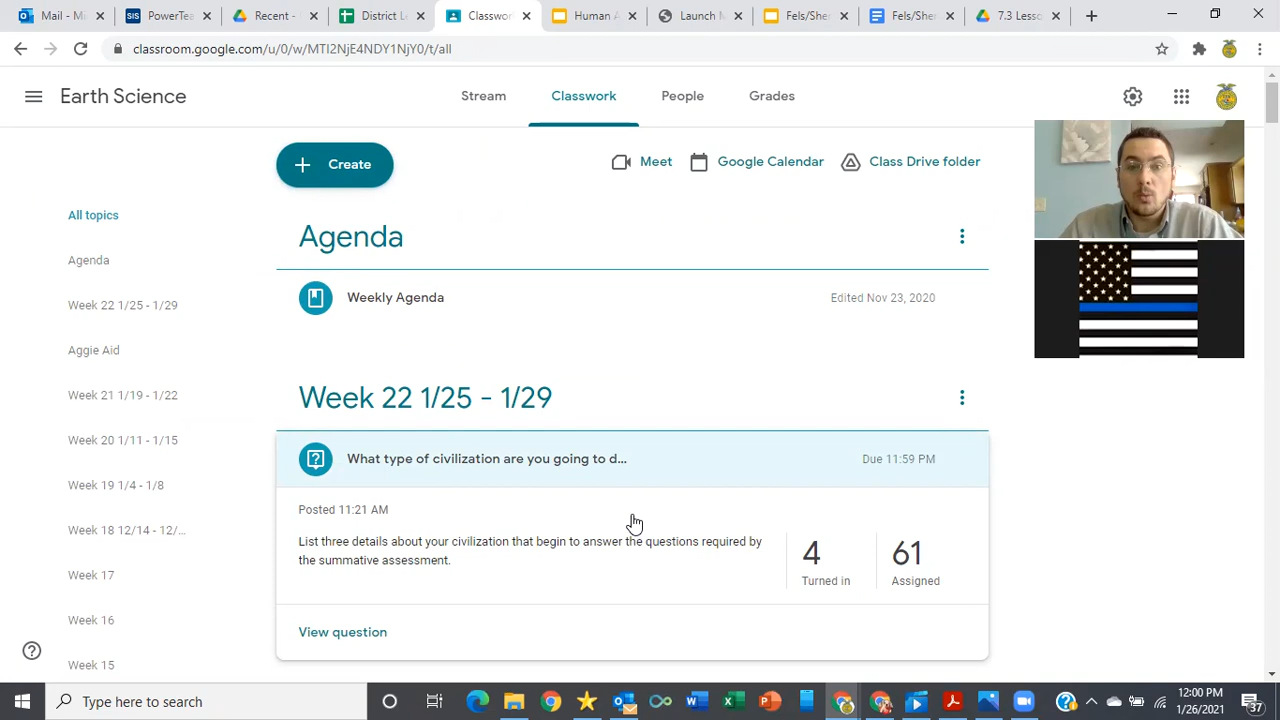 Mail - Mi
SIS
PowerS
Recent -
District Le
Classwor
Human A
Launch M
Fels/She
Fels/She
7.3 Lesso
classroom.google.com/u/0/w/MTI2NjE4NDY1NjY0/t/all
Earth Science
Stream
Classwork
People
Grades
Create
Meet
Google Calendar
Class Drive folder
All topics
Agenda
Week 22 1/25 - 1/29
Aggie Aid
Week 21 1/19 - 1/22
Week 20 1/11 - 1/15
Week 19 1/4 - 1/8
Week 18 12/14 - 12/...
Week 17
Week 16
Week 15
Agenda
Weekly Agenda
Edited Nov 23, 2020
Week 22 1/25 - 1/29
What type of civilization are you going to d...
Due 11:59 PM
Posted 11:21 AM
List three details about your civilization that begin to answer the questions required by
the summative assessment.
4
Turned in
61
Assigned
View question
Type here to search
12:00 PM
1/26/2021
37